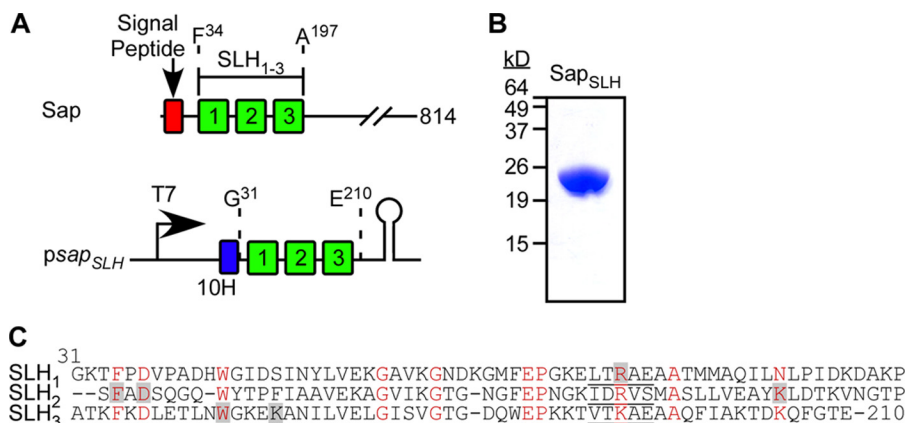 A
Signal
Peptide
F34
A197
SLH1-3
Sap
1
2
3
814
T7
G31
E210
psapSLH
1
2
3
10H
B
kD
SapSLH
64
49
37
26
19
15
C
31
SLH1 GKTFPDVPADHWGIDSINYLVEKGAVKGNDKGMFEPGKELTRAEAATMMAQILNLPIDKDAKP
SLH2 --SFADSQGQ-WYTPFIAAVEKAGVIKGTG-NGFEPNGKIDRVSMASLLVEAYKLDTKVNGTP
SLH3 ATKFKDLETLNWGKEKANILVELGISVGTG-DQWEPKKTVTKAEAAQFIAKTDKQFGTE-210